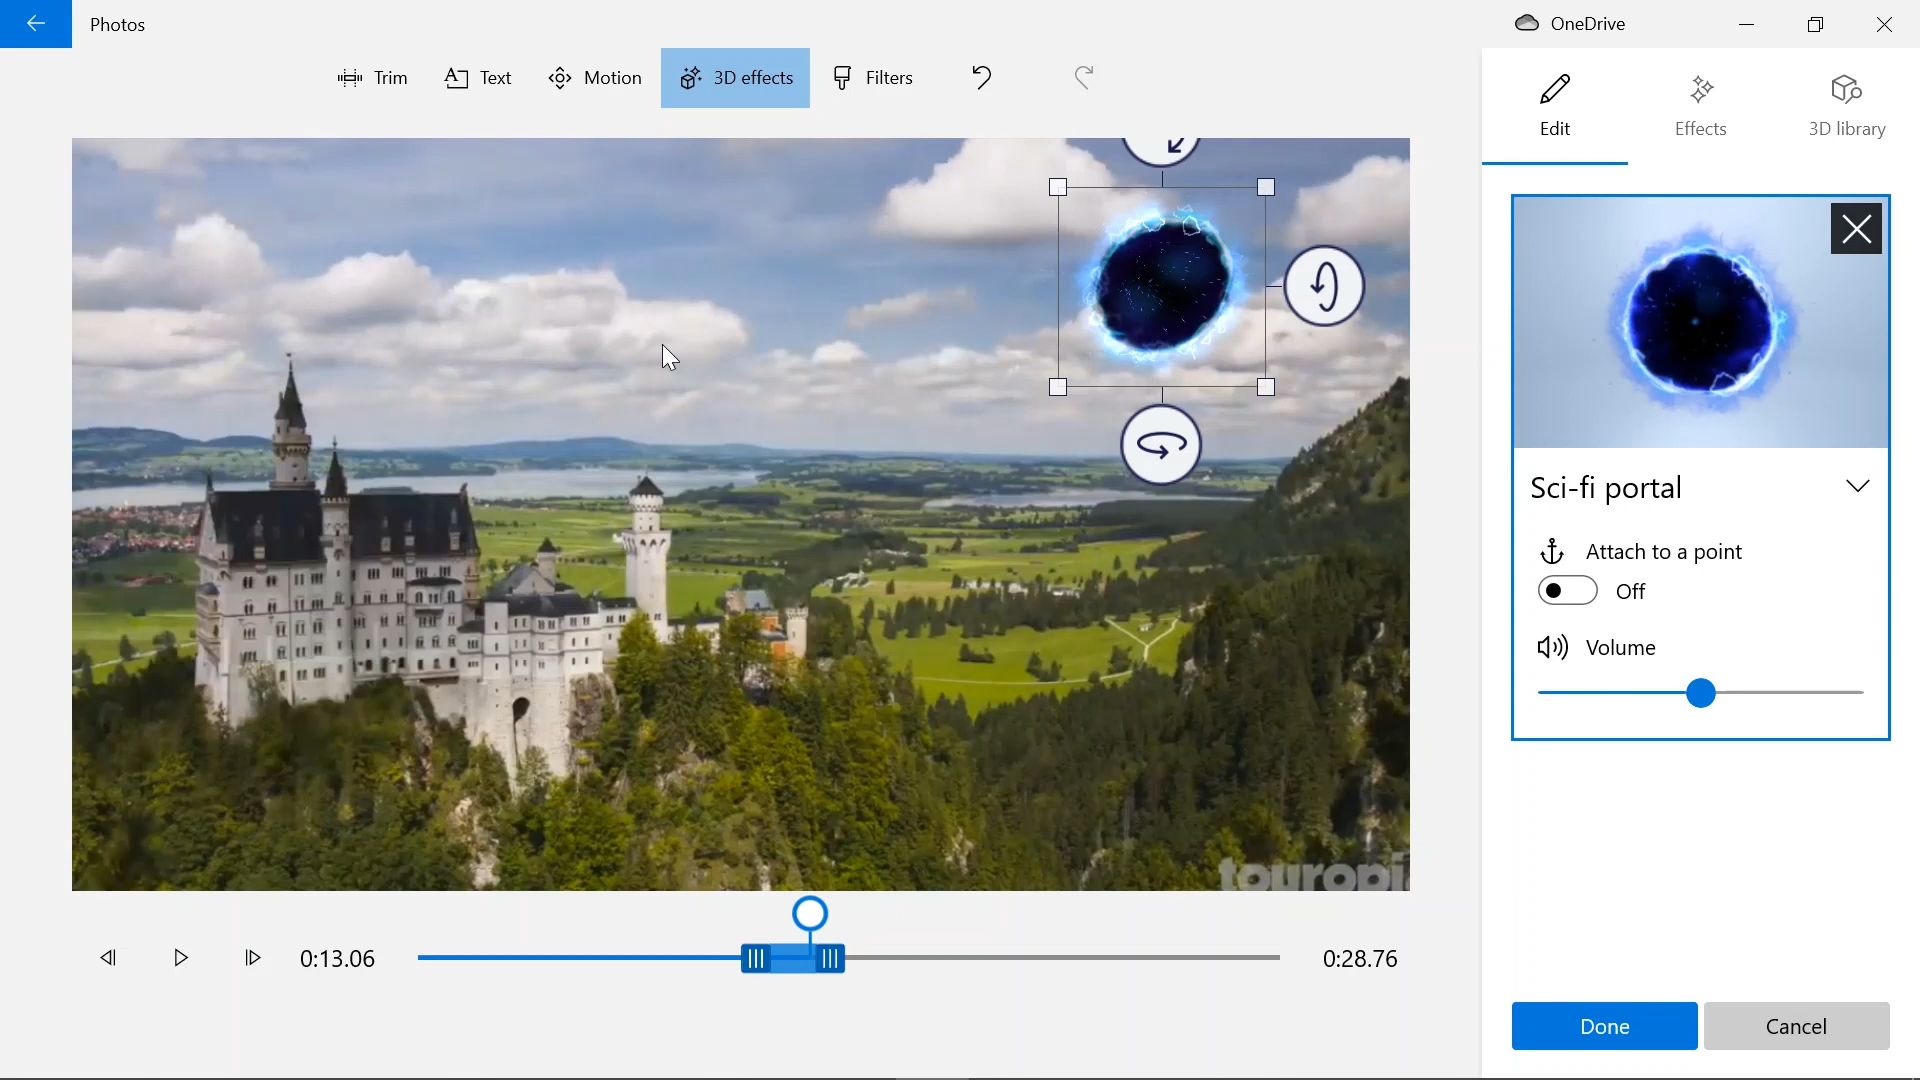 Photos
OneDrive
Trim
Text
Motion
3D effects
Filters
Edit
Effects
3D library
Sci-fi portal
Attach to a point
Off
Volume
touropi
0:13.06
0:28.76
Done
Cancel